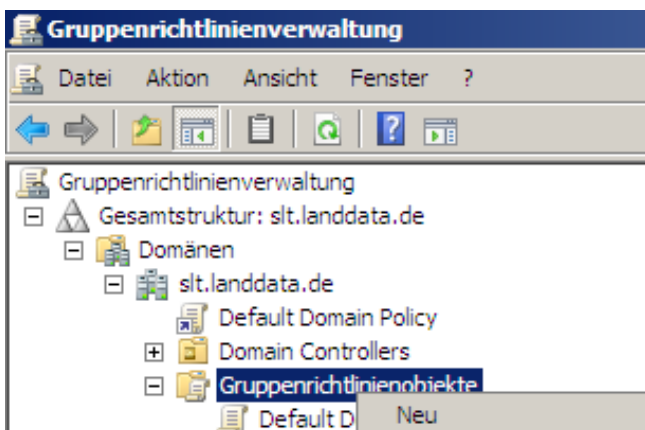 Gruppenrichtlinienverwaltung
Datei Aktion Ansicht Fenster ?
Gruppenrichtlinienverwaltung
Gesamtstruktur: slt.landdata.de
Domänen
slt.landdata.de
Default Domain Policy
Domain Controllers
Gruppenrichtlinienobjekte
Default D Neu